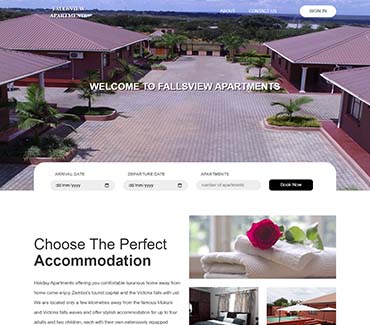 FALLSVIEW
APARTMENTS
ABOUT
CONTACT US
SIGN IN
WELCOME TO FALLSVIEW APARTMENTS
ARRIVAL DATE
DEPARTURE DATE
APARTMENTS
dd/mm/yyyy
dd/mm/yyyy
number of apartments
Book Now
Choose The Perfect
Accommodation
Holiday Apartments offering you comfortable luxurious home away from
home come enjoy Zambia's tourist capital and the Victoria falls with us!
We are located only a few kilometres away from the famous
and Victoria falls waves and offer stylish accommodation for up to four
adults and two children, each with their own extensively equipped